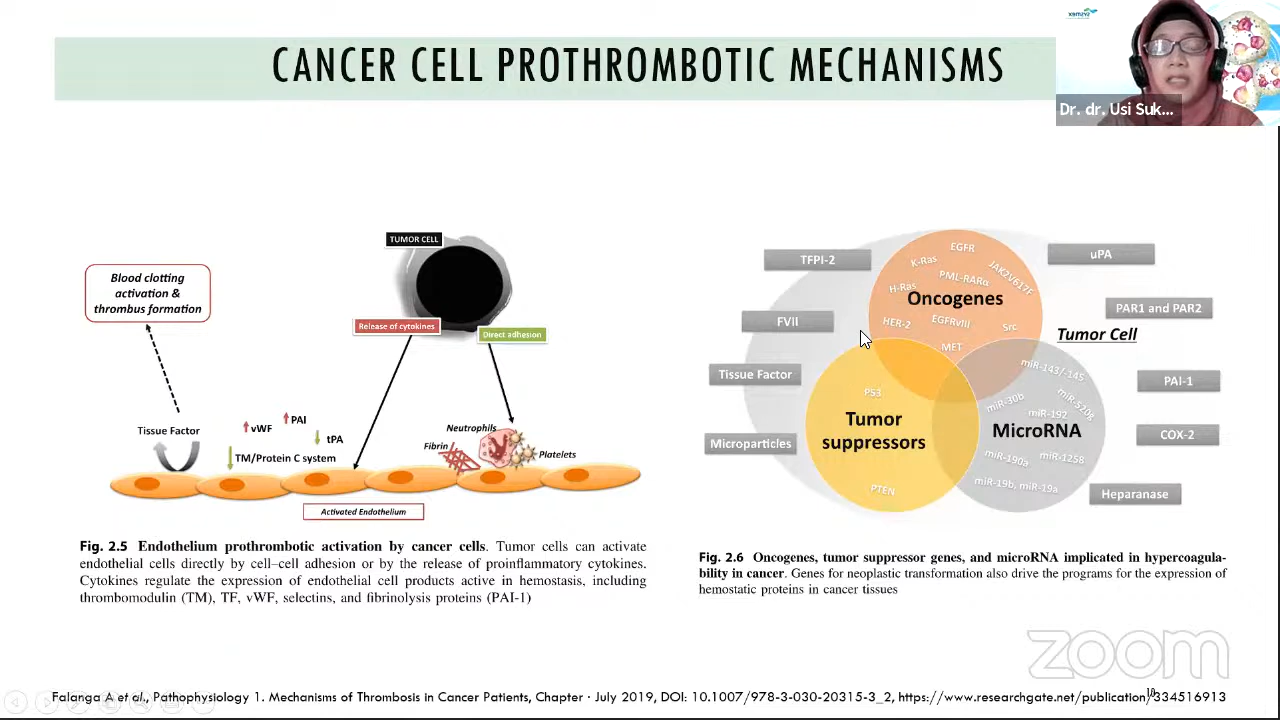 CANCER CELL PROTHROMBOTIC MECHANISMS
sysmex
Dr. dr. Usi Suk...
TUMOR CELL
Blood clotting
activation &
thrombus formation
Release of cytokines
Direct adhesion
Tissue Factor
vWF
PAI
tPA
TM/Protein C system
Neutrophils
Fibrin
Platelets
Activated Endothelium
Fig. 2.5 Endothelium prothrombotic activation by cancer cells. Tumor cells can activate
endothelial cells directly by cell–cell adhesion or by the release of proinflammatory cytokines.
Cytokines regulate the expression of endothelial cell products active in hemostasis, including
thrombomodulin (TM), TF, vWF, selectins, and fibrinolysis proteins (PAI-1)
TFPI-2
FVII
Tissue Factor
Microparticles
EGFR
K-Ras
JAK2V617F
PML-RARα
H-Ras
Oncogenes
HER-2
EGFRvIII
Src
MET
uPA
PAR1 and PAR2
Tumor Cell
PAI-1
COX-2
Heparanase
P53
Tumor
suppressors
PTEN
miR-143/-145
miR-30b
miR-520g
miR-192
MicroRNA
miR-190a
miR-1258
miR-19b, miR-19a
Fig. 2.6 Oncogenes, tumor suppressor genes, and microRNA implicated in hypercoagula-
bility in cancer. Genes for neoplastic transformation also drive the programs for the expression of
hemostatic proteins in cancer tissues
zoom
Falanga A et al., Pathophysiology 1. Mechanisms of Thrombosis in Cancer Patients, Chapter · July 2019, DOI: 10.1007/978-3-030-20315-3_2, https://www.researchgate.net/publication/334516913